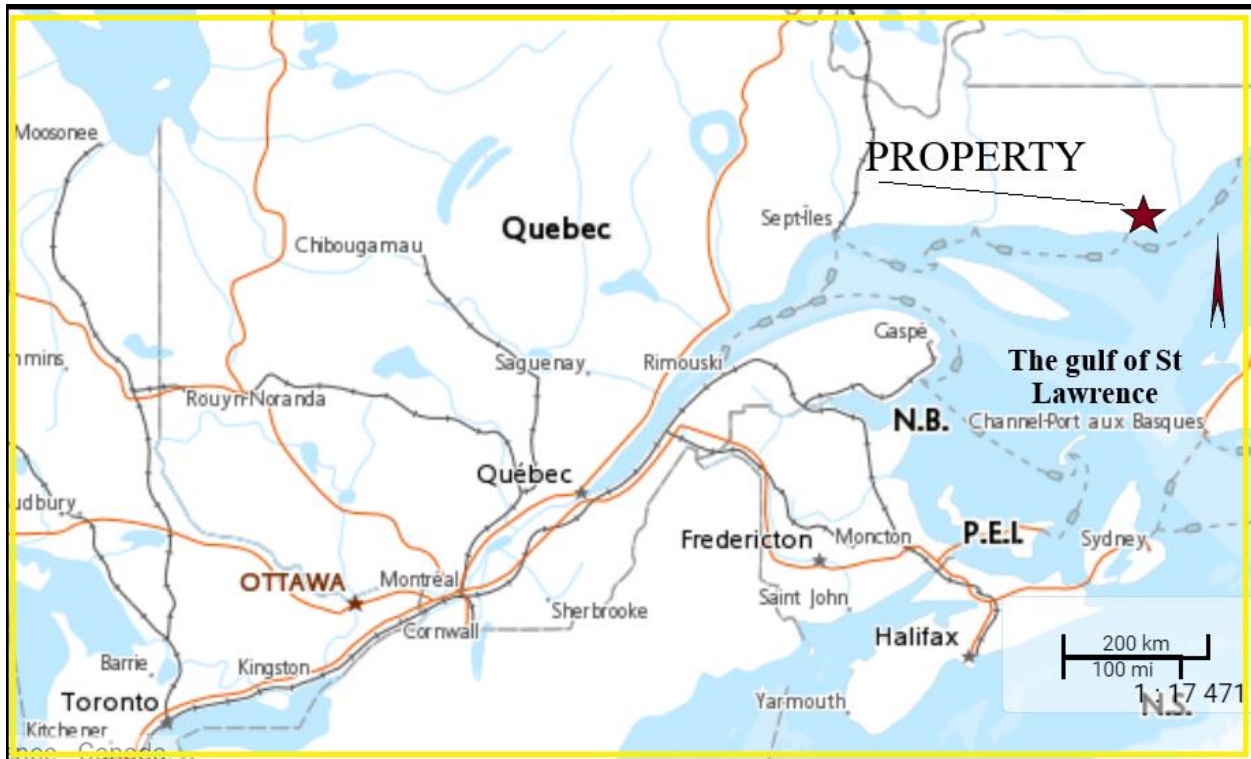 Moosonee
PROPERTY
Sept-Îles
Quebec
Chibougamau
Gaspé
mmins
Saguenay
Rimouski
The gulf of St
Lawrence
Rouyn-Noranda
N.B.
Channel-Port aux Basques
Québec
udbury
Fredericton
Moncton
P.E.I.
Sydney
OTTAWA
Montréal
Saint John
Sherbrooke
Cornwall
Halifax
200 km
100 mi
Barrie
Kingston
1 : 17 471
Toronto
Yarmouth
N.S.
Kitchener